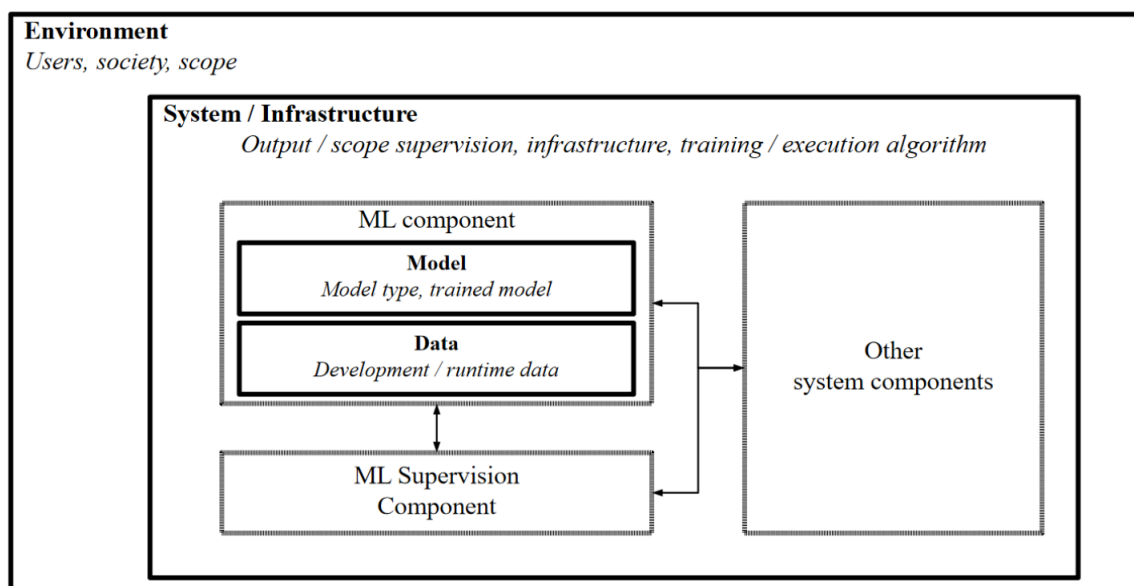 Environment
Users, society, scope
System / Infrastructure
Output / scope supervision, infrastructure, training / execution algorithm
ML component
Model
Model type, trained model
Data
Development / runtime data
ML Supervision
Component
Other
system components